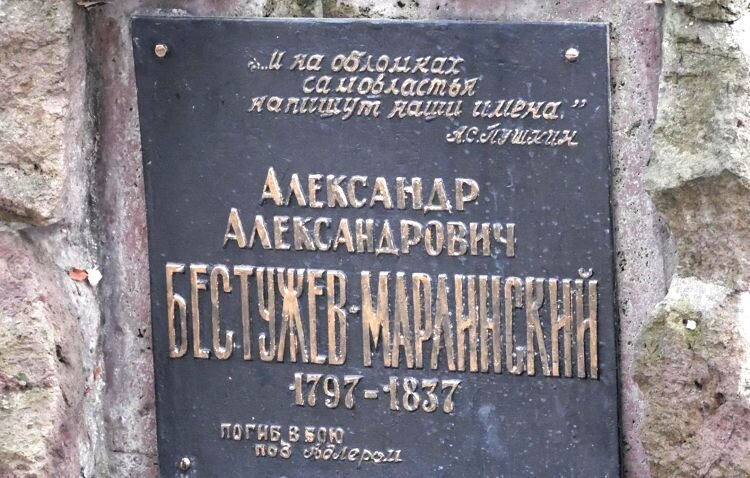 "...И на обломках
самовластья
напишут наши имена."
А.С.Пушкин
АЛЕКСАНДР
АЛЕКСАНДРОВИЧ
БЕСТУЖЕВ-МАРЛИНСКИЙ
1797-1837
ПОГИБ В БОЮ
под Адлером